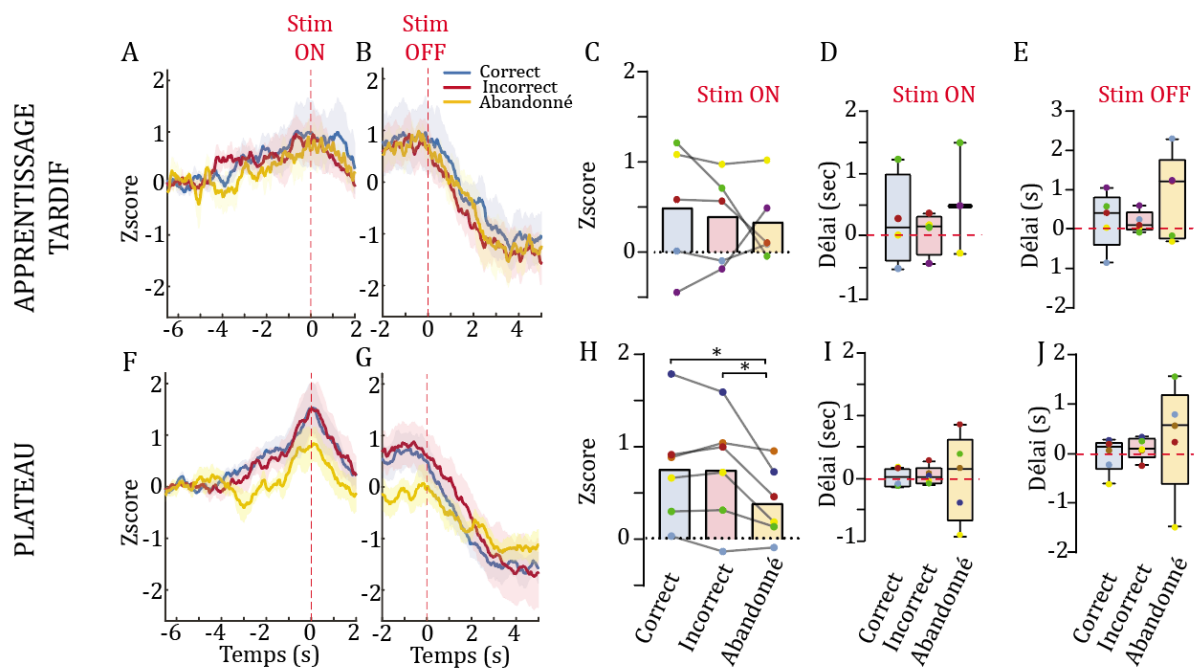 Stim
ON
Stim
OFF
A
B
C
D
E
Correct
Incorrect
Abandonné
Stim ON
Stim ON
Stim OFF
APPRENTISSAGE
TARDIF
Zscore
2
1
0
1
2
-6
-4
-2
0
2
-2
0
2
4
Zscore
2
1
0
Délai (sec)
2
1
0
-1
Délai (s)
3
2
1
0
1
-2
F
G
H
I
J
PLATEAU
Zscore
2
1
0
1
2
-6
-4
-2
0
2
-2
0
2
4
Temps (s)
Temps (s)
Zscore
2
1
0
*
*
Correct
Incorrect
Abandonné
Délai (sec)
2
1
0
-1
Correct
Incorrect
Abandonné
Délai (s)
2
1
0
-1
-2
Correct
Incorrect
Abandonné